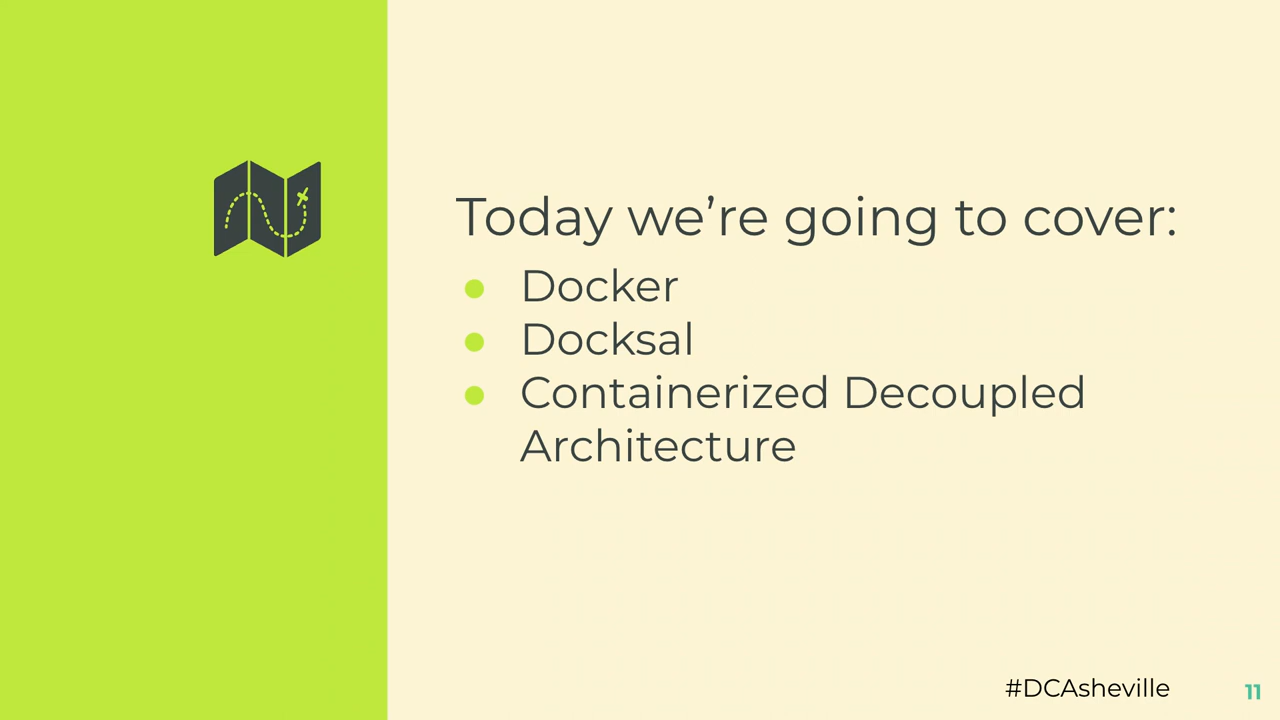 Today we’re going to cover:
● Docker
● Docksal
● Containerized Decoupled
Architecture
#DCAsheville
11